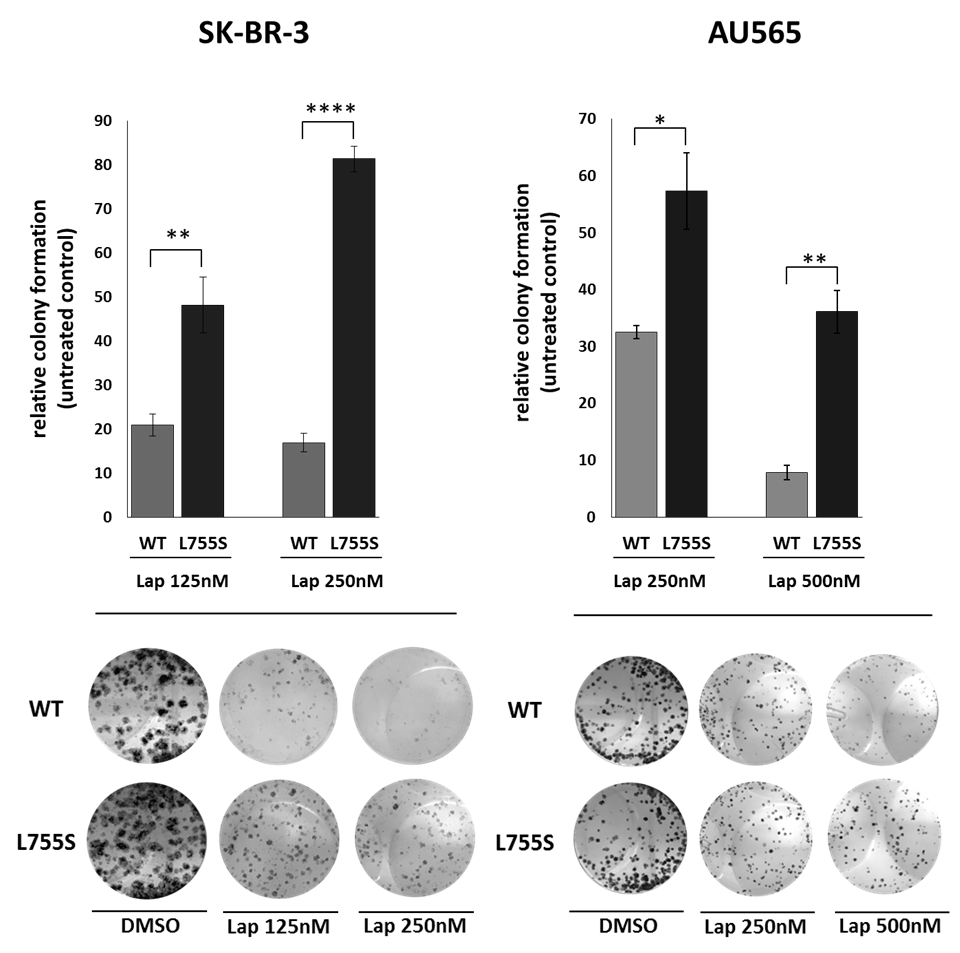 SK-BR-3
relative colony formation
(untreated control)
90
80
70
60
50
40
30
20
10
0
**
****
WT L755S WT L755S
Lap 125nM Lap 250nM
AU565
relative colony formation
(untreated control)
70
60
50
40
30
20
10
0
*
**
WT L755S WT L755S
Lap 250nM Lap 500nM
WT
L755S
DMSO Lap 125nM Lap 250nM
WT
L755S
DMSO Lap 250nM Lap 500nM